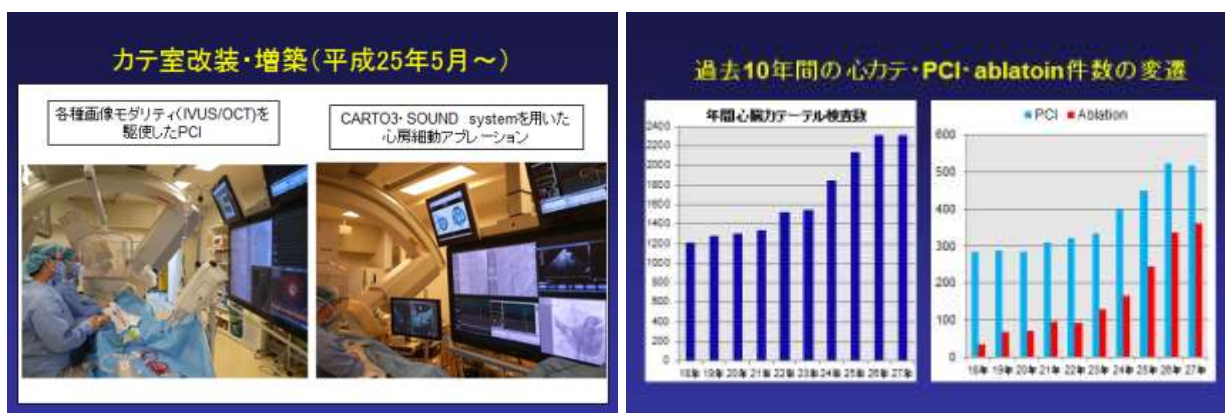 カテ室改装・増築(平成25年5月～)
各種画像モダリティ(IVUS/OCT)を
駆使したPCI
CARTO3・SOUND systemを用いた
心房細動アブレーション
過去10年間の心カテ・PCI・ablatoin件数の変遷
年間心臓カテーテル検査数
2400
2200
2000
1800
1600
1400
1200
1000
800
600
400
200
0
18年 19年 20年 21年 22年 23年 24年 25年 26年 27年
PCI Ablation
600
500
400
300
200
100
0
18年 19年 20年 21年 22年 23年 24年 25年 26年 27年